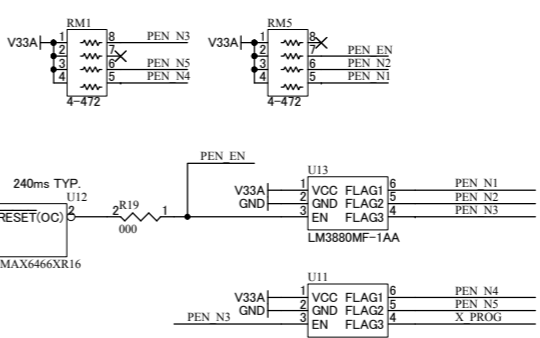 RM1 RM5
1 8 PEN_N3 1 8
V33A 2 7 V33A 2 7 PEN_EN
3 6 PEN_N5 3 6 PEN_N2
4 5 PEN_N4 4 5 PEN_N1
4-472 4-472
PEN_EN
240ms TYP.
U12
RESET(OC) 2
MAX6466XR16
2 R19 1
000
U13
V33A 1 VCC FLAG1 6 PEN_N1
GND 2 GND FLAG2 5 PEN_N2
3 EN FLAG3 4 PEN_N3
LM3880MF-1AA
U11
V33A 1 VCC FLAG1 6 PEN_N4
GND 2 GND FLAG2 5 PEN_N5
PEN_N3 3 EN FLAG3 4 X_PROG